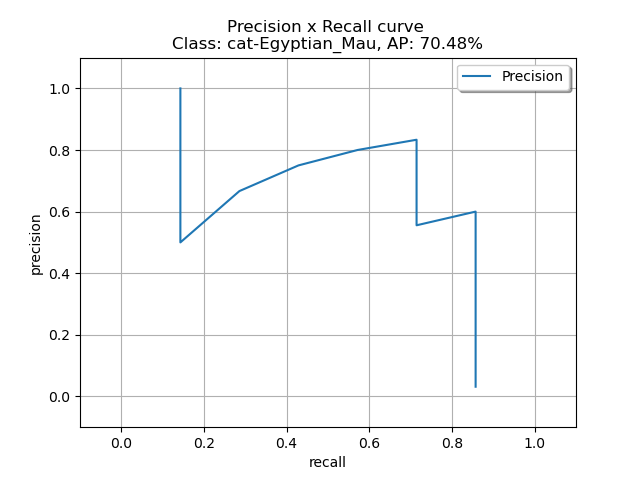 Precision x Recall curve
Class: cat-Egyptian_Mau, AP: 70.48%
Precision
1.0
0.8
0.6
0.4
0.2
0.0
precision
0.0 0.2 0.4 0.6 0.8 1.0
recall